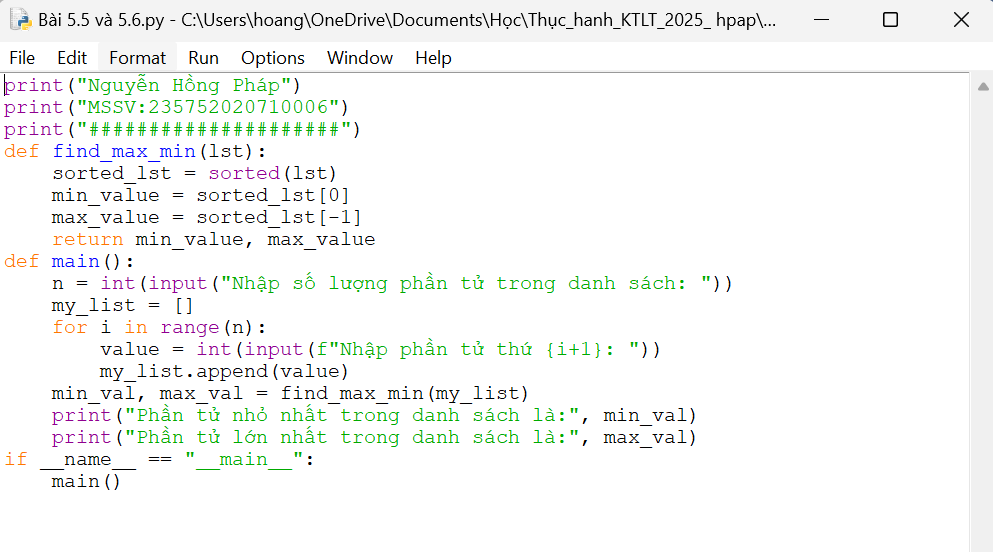 Bài 5.5 và 5.6.py - C:\Users\hoang\OneDrive\Documents\Học\Thực_hanh_KTLT_2025_ hpap\...
File Edit Format Run Options Window Help
print("Nguyễn Hồng Pháp")
print("MSSV:235752020710006")
print("#####################")
def find_max_min(lst):
    sorted_lst = sorted(lst)
    min_value = sorted_lst[0]
    max_value = sorted_lst[-1]
    return min_value, max_value
def main():
    n = int(input("Nhập số lượng phần tử trong danh sách: "))
    my_list = []
    for i in range(n):
        value = int(input(f"Nhập phần tử thứ {i+1}: "))
        my_list.append(value)
    min_val, max_val = find_max_min(my_list)
    print("Phần tử nhỏ nhất trong danh sách là:", min_val)
    print("Phần tử lớn nhất trong danh sách là:", max_val)
if __name__ == "__main__":
    main()